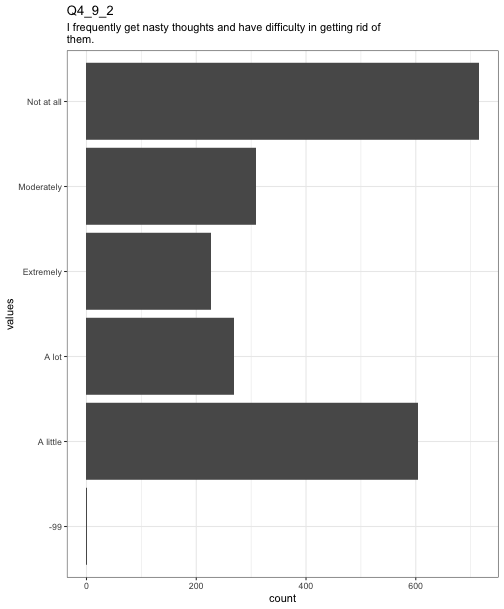 Q4_9_2
I frequently get nasty thoughts and have difficulty in getting rid of
them.
Not at all
Moderately
Extremely
A lot
A little
-99
values
0 200 400 600
count